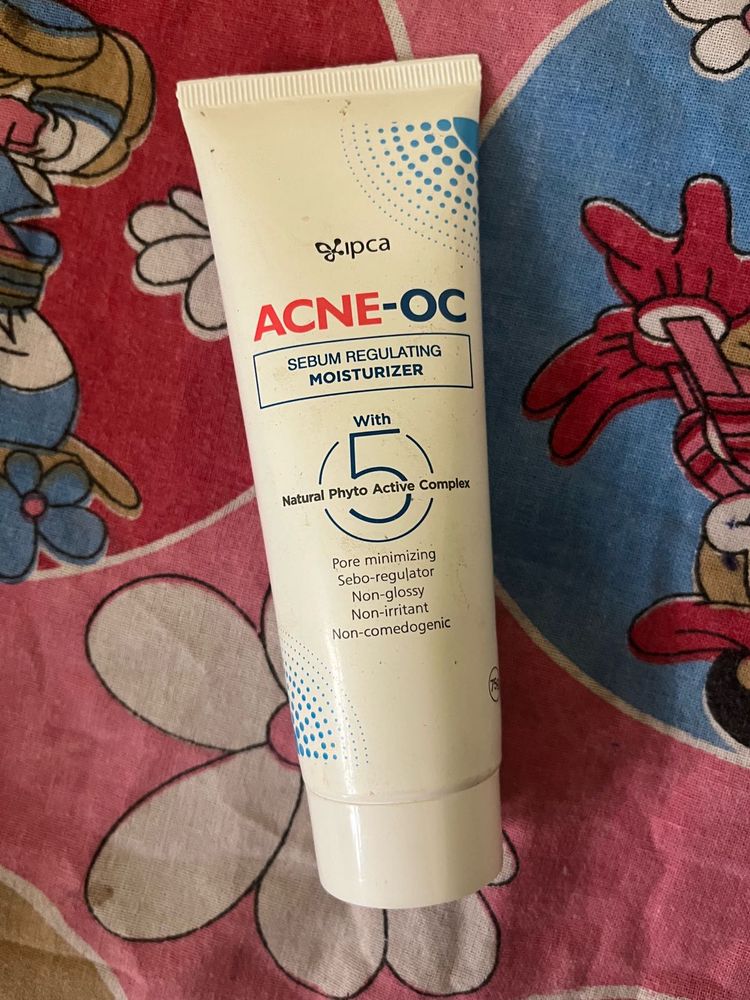 ipca
ACNE-OC
SEBUM REGULATING
MOISTURIZER
With
5
Natural Phyto Active Complex
Pore minimizing
Sebo-regulator
Non-glossy
Non-irritant
Non-comedogenic